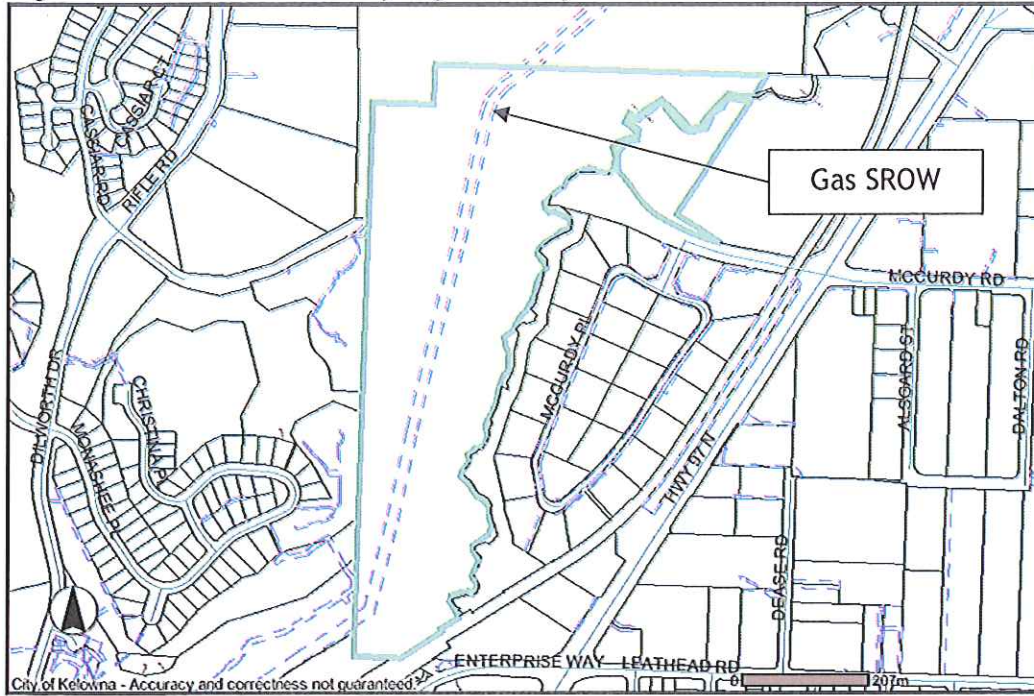 CASSIAR CT
CASSIAR RD
RIFLE RD
Gas SROW
MCCURDY RD
DILWORTH DR
CHRISTINA PL
MONASHEE PL
MCCURDY PL
HWY 97 N
ALSGARD ST
DALTON RD
DEASE RD
ENTERPRISE WAY
LEATHEAD RD
City of Kelowna - Accuracy and correctness not guaranteed.
0 207m